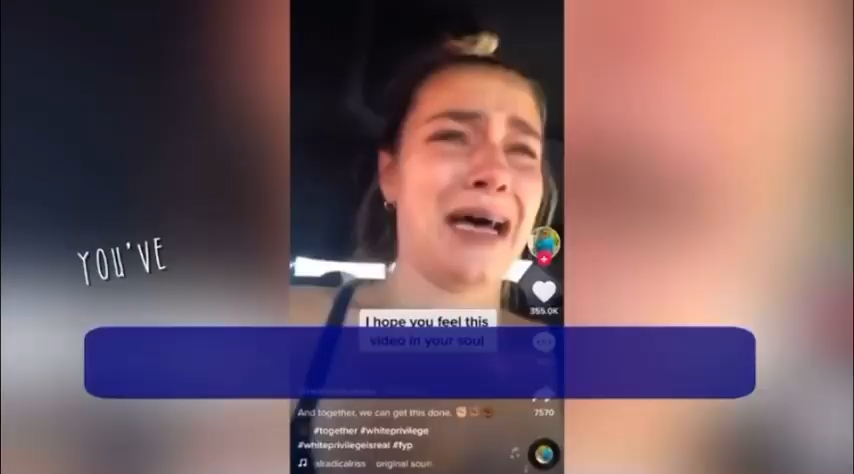 YOU'VE
I hope you feel this
video in your soul
355.0K
And together, we can get this done. ✊🏼✊🏽✊🏿
7570
#together #whiteprivilege
#whiteprivilegeisreal #fyp
original soun